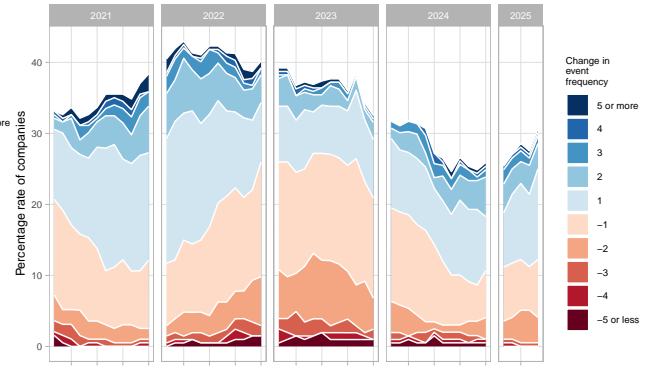 2021 2022 2023 2024 2025
Percentage rate of companies
40
30
20
10
0
ore
Change in
event
frequency
5 or more
4
3
2
1
−1
−2
−3
−4
−5 or less